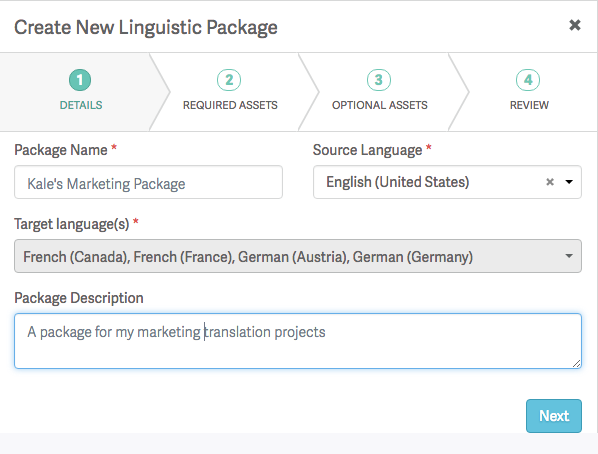 Create New Linguistic Package ✖
1 2 3 4
DETAILS REQUIRED ASSETS OPTIONAL ASSETS REVIEW
Package Name * Source Language *
Kale's Marketing Package English (United States) ×
Target language(s) *
French (Canada), French (France), German (Austria), German (Germany)
Package Description
A package for my marketing translation projects
Next